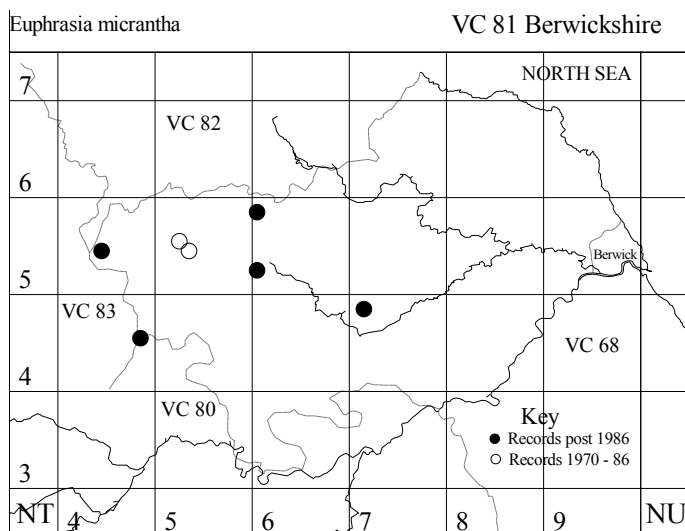 Euphrasia micrantha
VC 81 Berwickshire
NORTH SEA
7
VC 82
6
Berwick
5
VC 83
VC 68
4
VC 80
Key
Records post 1986
Records 1970 - 86
3
NT 4 5 6 7 8 9 NU